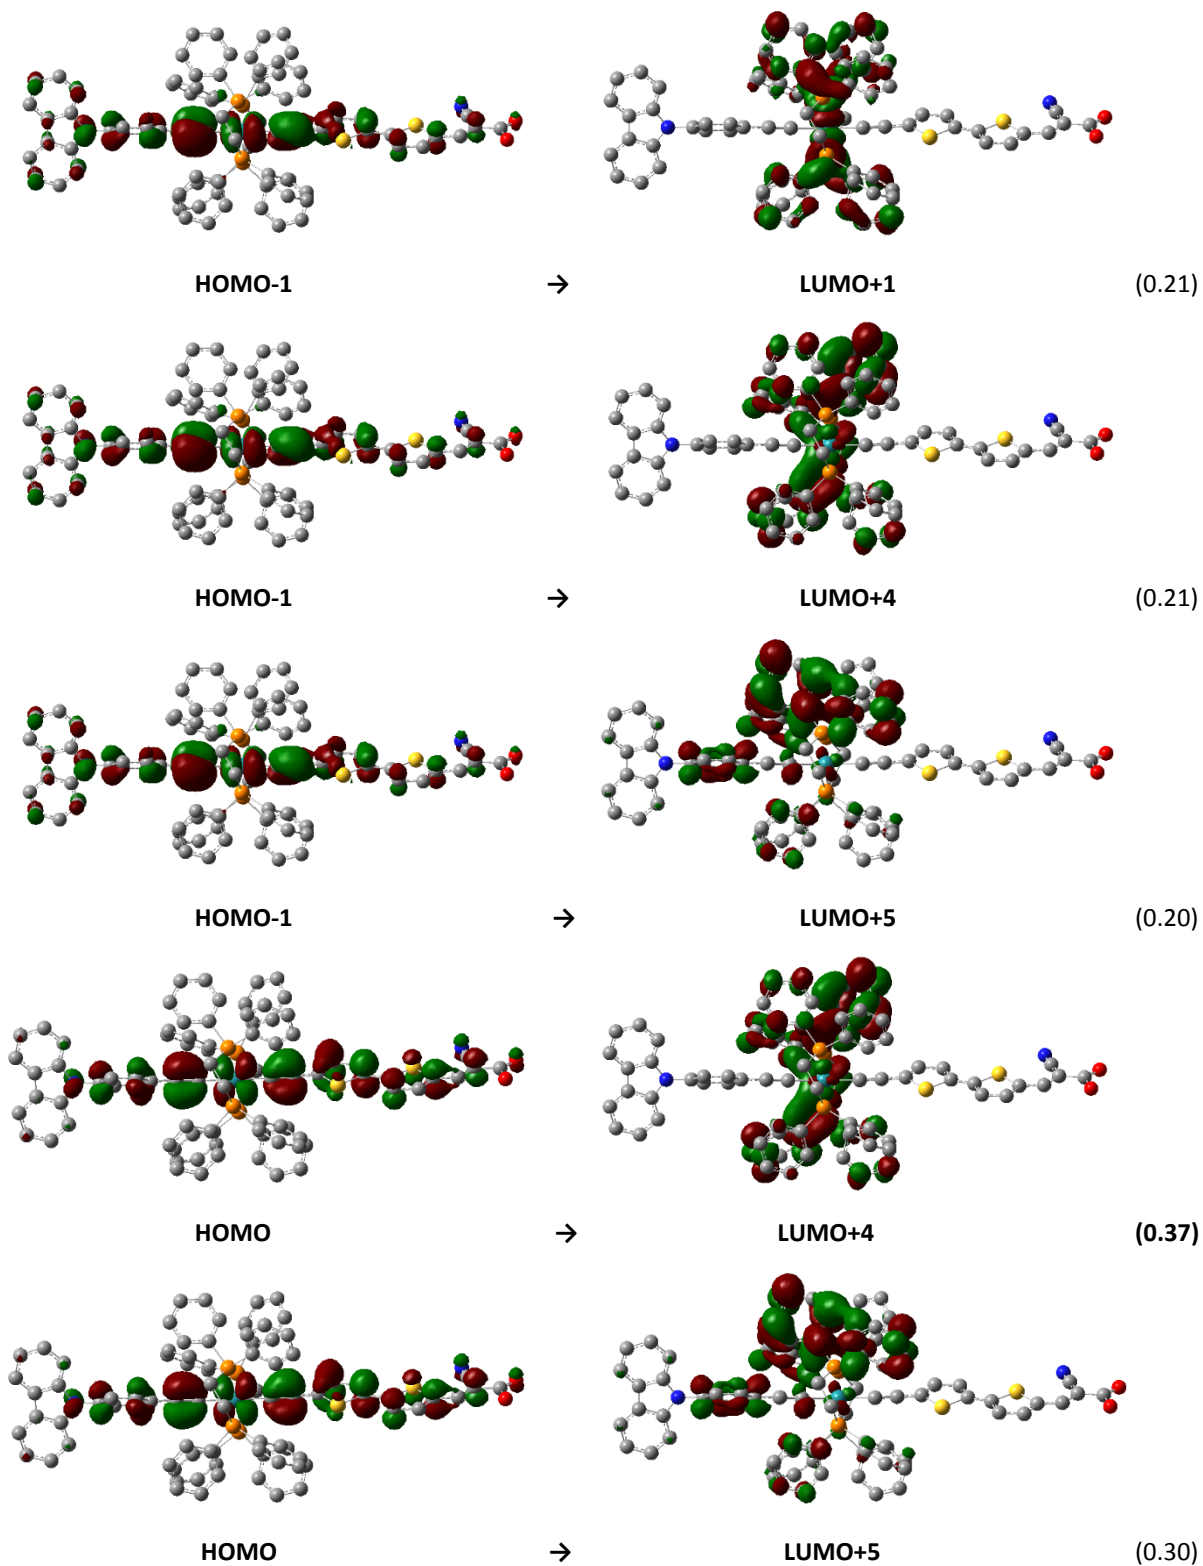 HOMO-1 → LUMO+1 (0.21)
HOMO-1 → LUMO+4 (0.21)
HOMO-1 → LUMO+5 (0.20)
HOMO → LUMO+4 (0.37)
HOMO → LUMO+5 (0.30)